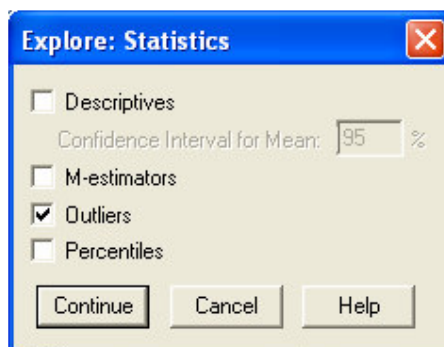 Explore: Statistics
Descriptives
Confidence Interval for Mean: 95 %
M-estimators
Outliers
Percentiles
Continue Cancel Help